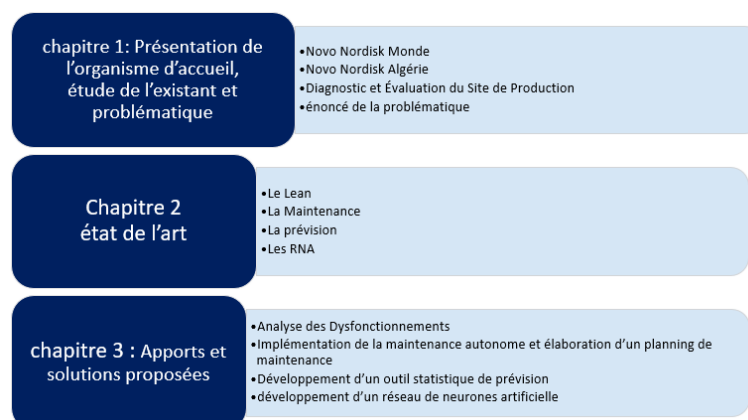 chapitre 1: Présentation de
l'organisme d'accueil,
étude de l'existant et
problématique
•Novo Nordisk Monde
•Novo Nordisk Algérie
•Diagnostic et Évaluation du Site de Production
•énoncé de la problématique
Chapitre 2
état de l'art
•Le Lean
•La Maintenance
•La prévision
•Les RNA
chapitre 3 : Apports et
solutions proposées
•Analyse des Dysfonctionnements
•Implémentation de la maintenance autonome et élaboration d'un planning de
maintenance
•Développement d'un outil statistique de prévision
•développement d'un réseau de neurones artificielle